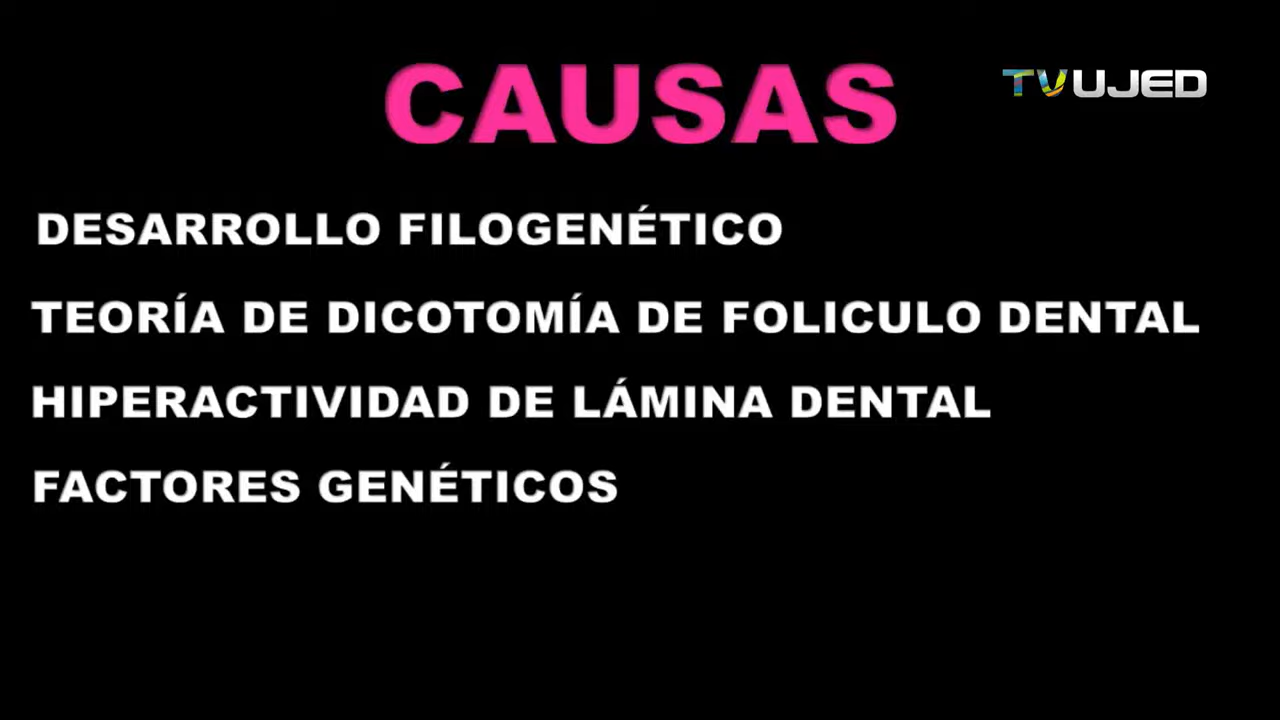 CAUSAS
TVUJED
DESARROLLO FILOGENÉTICO
TEORÍA DE DICOTOMÍA DE FOLICULO DENTAL
HIPERACTIVIDAD DE LÁMINA DENTAL
FACTORES GENÉTICOS